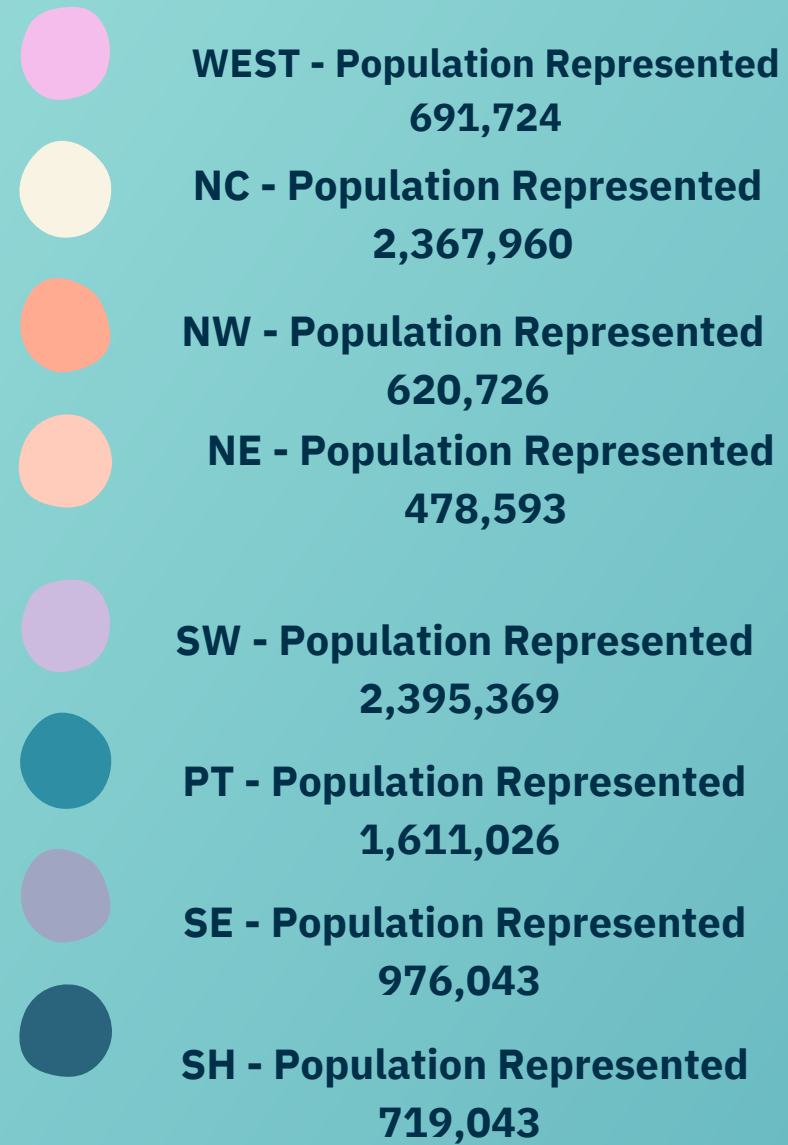 WEST - Population Represented
691,724
NC - Population Represented
2,367,960
NW - Population Represented
620,726
NE - Population Represented
478,593
SW - Population Represented
2,395,369
PT - Population Represented
1,611,026
SE - Population Represented
976,043
SH - Population Represented
719,043